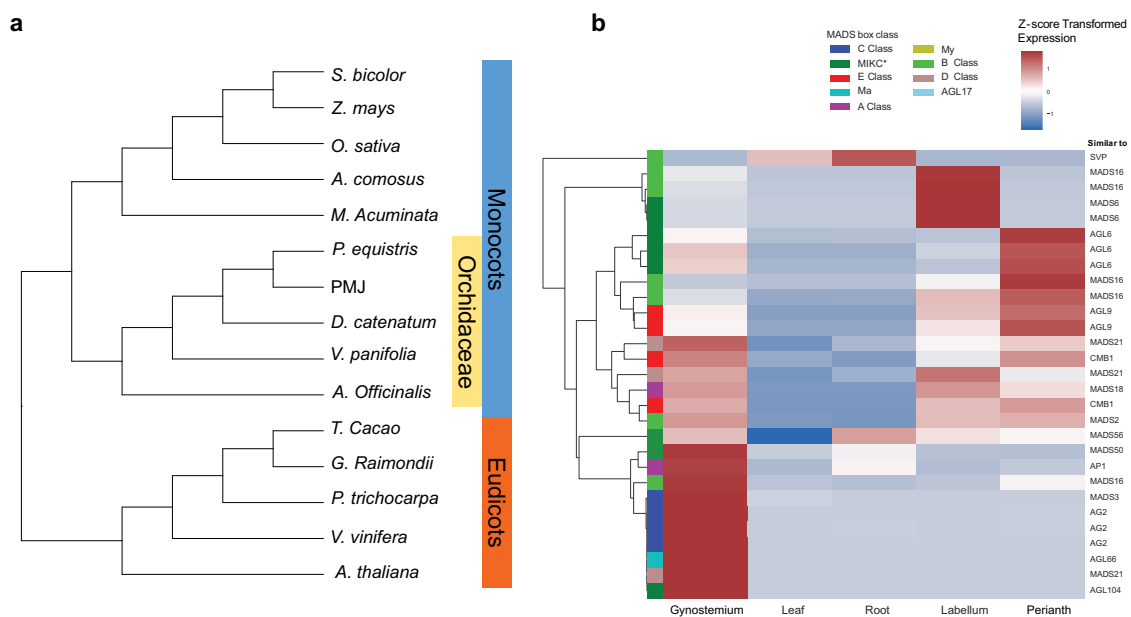 a
S. bicolor
Z. mays
O. sativa
A. comosus
M. Acuminata
P. equistris
PMJ
D. catenatum
V. panifolia
A. Officinalis
T. Cacao
G. Raimondii
P. trichocarpa
V. vinifera
A. thaliana
Orchidaceae
Monocots
Eudicots
b
MADS box class
C Class
MIKC*
E Class
Ma
A Class
My
B Class
D Class
AGL17
Z-score Transformed
Expression
1
0
−1
Similar to
SVP
MADS16
MADS16
MADS6
MADS6
AGL6
AGL6
AGL6
MADS16
MADS16
AGL9
AGL9
MADS21
CMB1
MADS21
MADS18
CMB1
MADS2
MADS56
MADS50
AP1
MADS16
MADS3
AG2
AG2
AG2
AGL66
MADS21
AGL104
Gynostemium
Leaf
Root
Labellum
Perianth